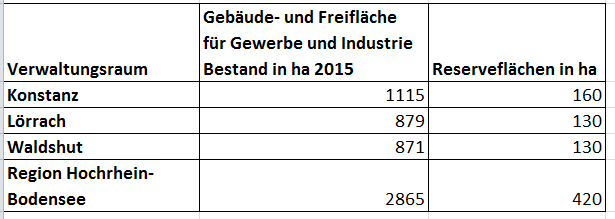 Gebäude- und Freifläche
für Gewerbe und Industrie
Verwaltungsraum Bestand in ha 2015 Reserveflächen in ha
Konstanz 1115 160
Lörrach 879 130
Waldshut 871 130
Region Hochrhein-
Bodensee 2865 420